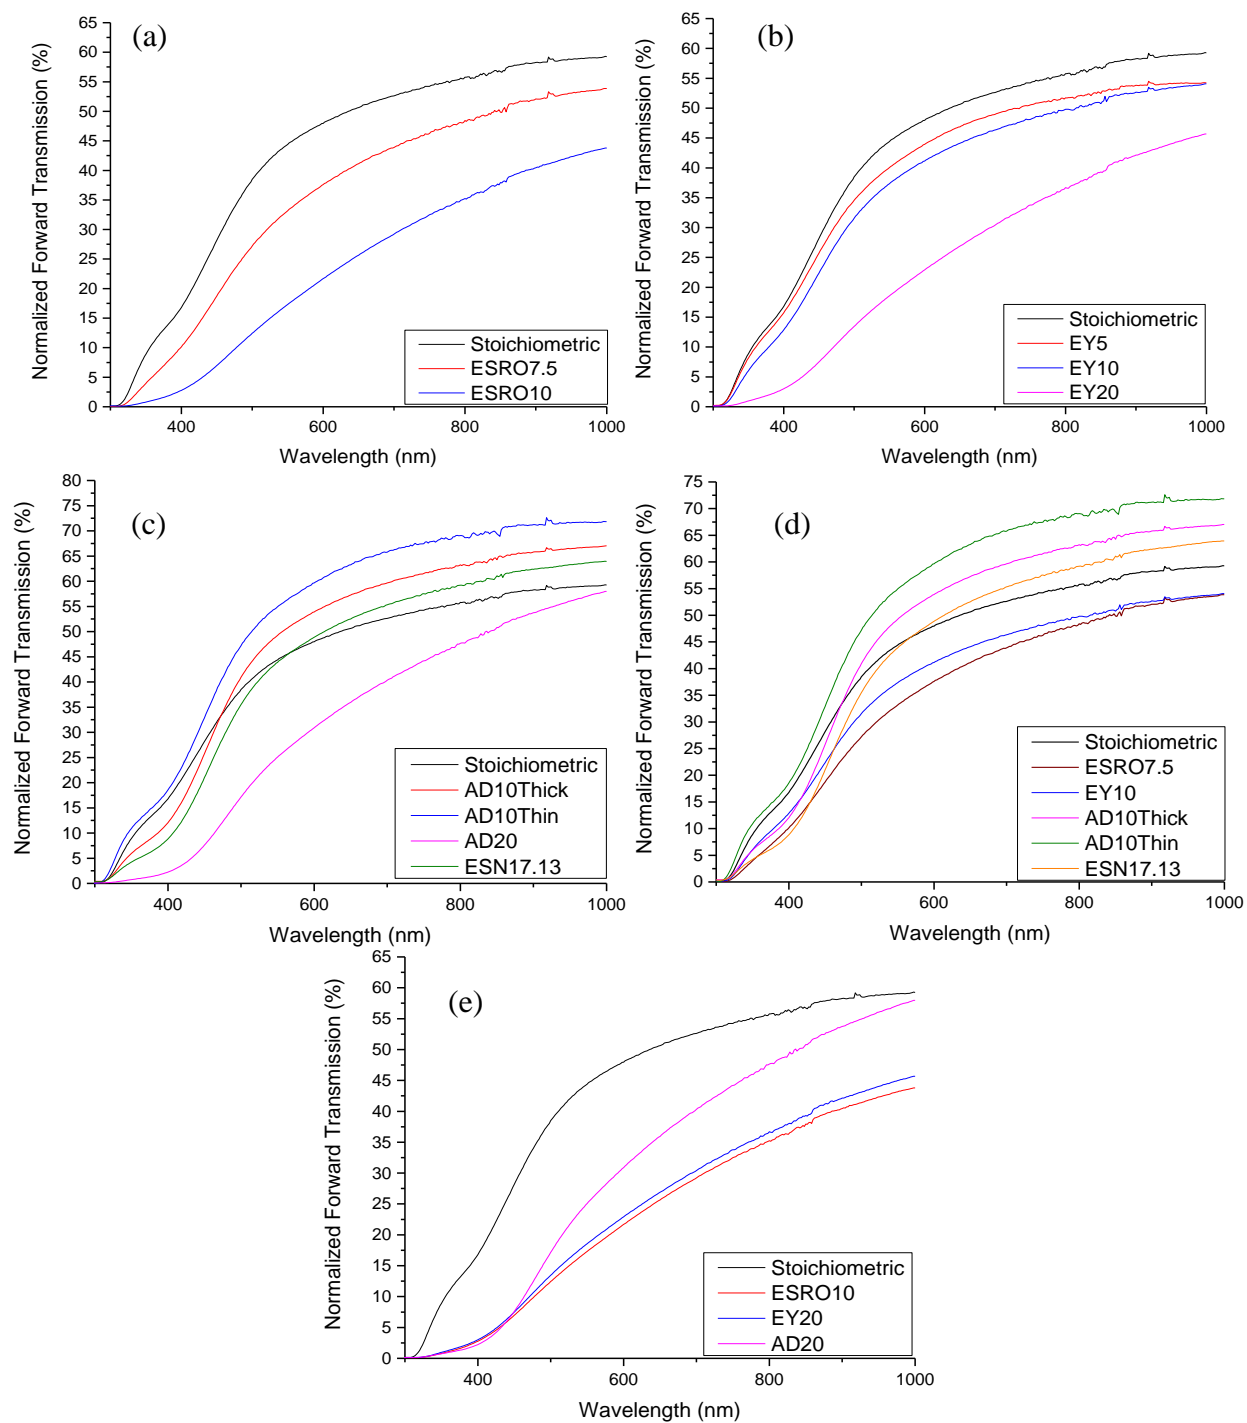 (a)
Normalized Forward Transmission (%)
65
60
55
50
45
40
35
30
25
20
15
10
5
0
Stoichiometric
ESRO7.5
ESRO10
400
600
800
1000
Wavelength (nm)
(b)
Normalized Forward Transmission (%)
65
60
55
50
45
40
35
30
25
20
15
10
5
0
Stoichiometric
EY5
EY10
EY20
400
600
800
1000
Wavelength (nm)
(c)
Normalized Forward Transmission (%)
80
75
70
65
60
55
50
45
40
35
30
25
20
15
10
5
0
Stoichiometric
AD10Thick
AD10Thin
AD20
ESN17.13
400
600
800
1000
Wavelength (nm)
(d)
Normalized Forward Transmission (%)
75
70
65
60
55
50
45
40
35
30
25
20
15
10
5
0
Stoichiometric
ESRO7.5
EY10
AD10Thick
AD10Thin
ESN17.13
400
600
800
1000
Wavelength (nm)
(e)
Normalized Forward Transmission (%)
65
60
55
50
45
40
35
30
25
20
15
10
5
0
Stoichiometric
ESRO10
EY20
AD20
400
600
800
1000
Wavelength (nm)